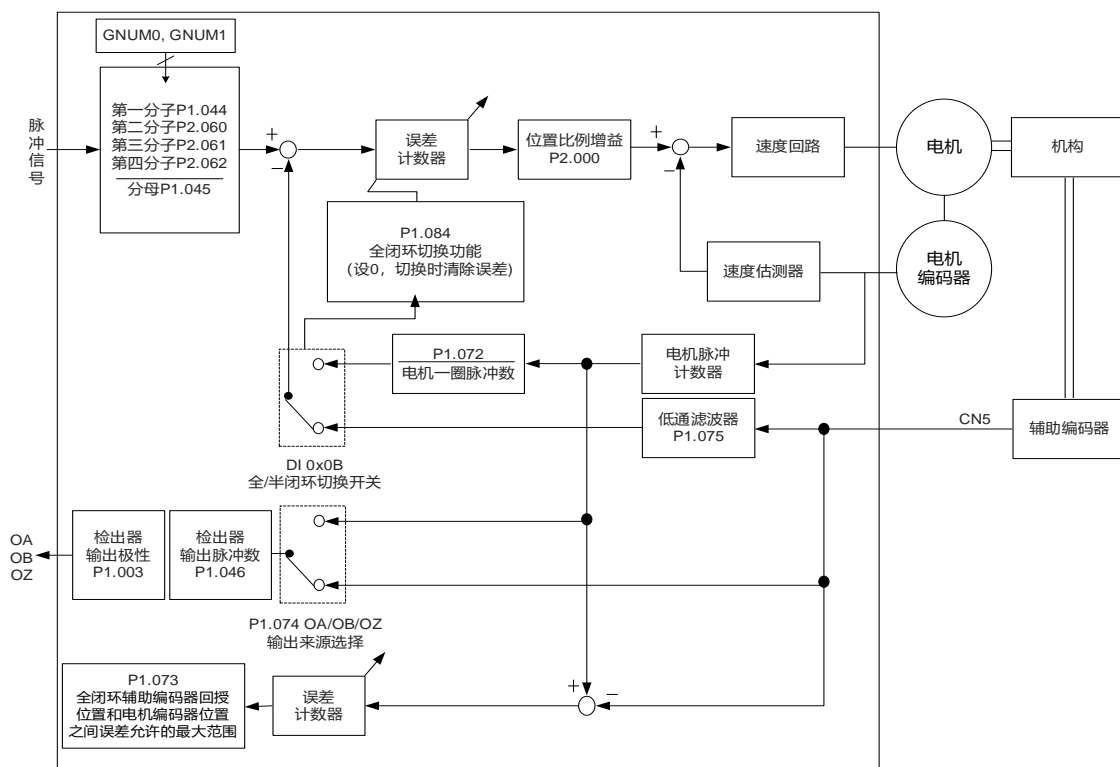 GNUM0, GNUM1
脉
冲
信
号
第一分子P1.044
第二分子P2.060
第三分子P2.061
第四分子P2.062
分母P1.045
+
−
误差
计数器
位置比例增益
P2.000
+
−
速度回路
电机
机构
P1.084
全闭环切换功能
(设0，切换时清除误差)
速度估测器
电机
编码器
P1.072
电机一圈脉冲数
电机脉冲
计数器
低通滤波器
P1.075
CN5
辅助编码器
DI 0x0B
全/半闭环切换开关
OA
OB
OZ
检出器
输出极性
P1.003
检出器
输出脉冲数
P1.046
P1.074 OA/OB/OZ
输出来源选择
P1.073
全闭环辅助编码器回授
位置和电机编码器位置
之间误差允许的最大范围
误差
计数器
+
−